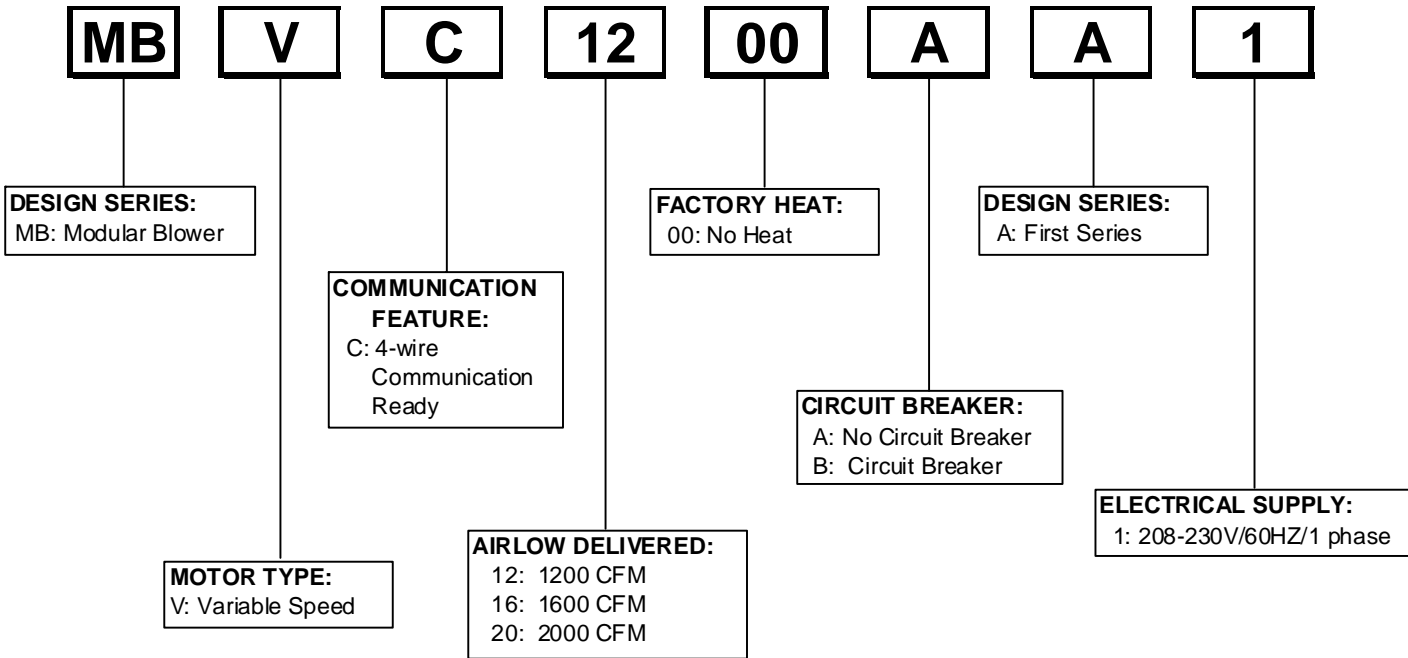 MB V C 12 00 A A 1
DESIGN SERIES:
MB: Modular Blower
FACTORY HEAT:
00: No Heat
DESIGN SERIES:
A: First Series
COMMUNICATION
FEATURE:
C: 4-wire
Communication
Ready
CIRCUIT BREAKER:
A: No Circuit Breaker
B: Circuit Breaker
ELECTRICAL SUPPLY:
1: 208-230V/60HZ/1 phase
AIRLOW DELIVERED:
12: 1200 CFM
16: 1600 CFM
20: 2000 CFM
MOTOR TYPE:
V: Variable Speed